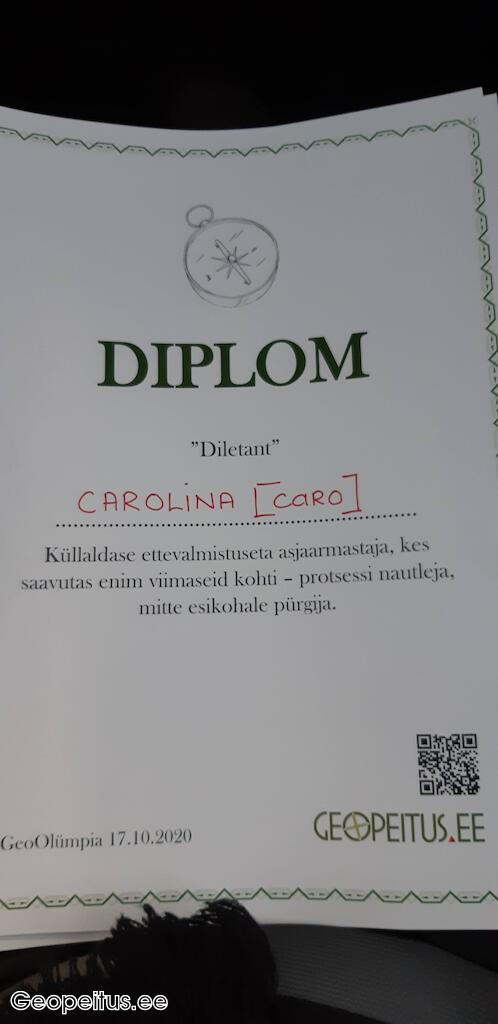 DIPLOM
"Diletant"
CAROLINA [CARO]
Küllaldase ettevalmistuseta asjaarmastaja, kes
saavutas enim viimaseid kohti – protsessi nautleja,
mitte esikohale pürgija.
GeoOlümpia 17.10.2020
GEOPEITUS.EE
Geopeitus.ee